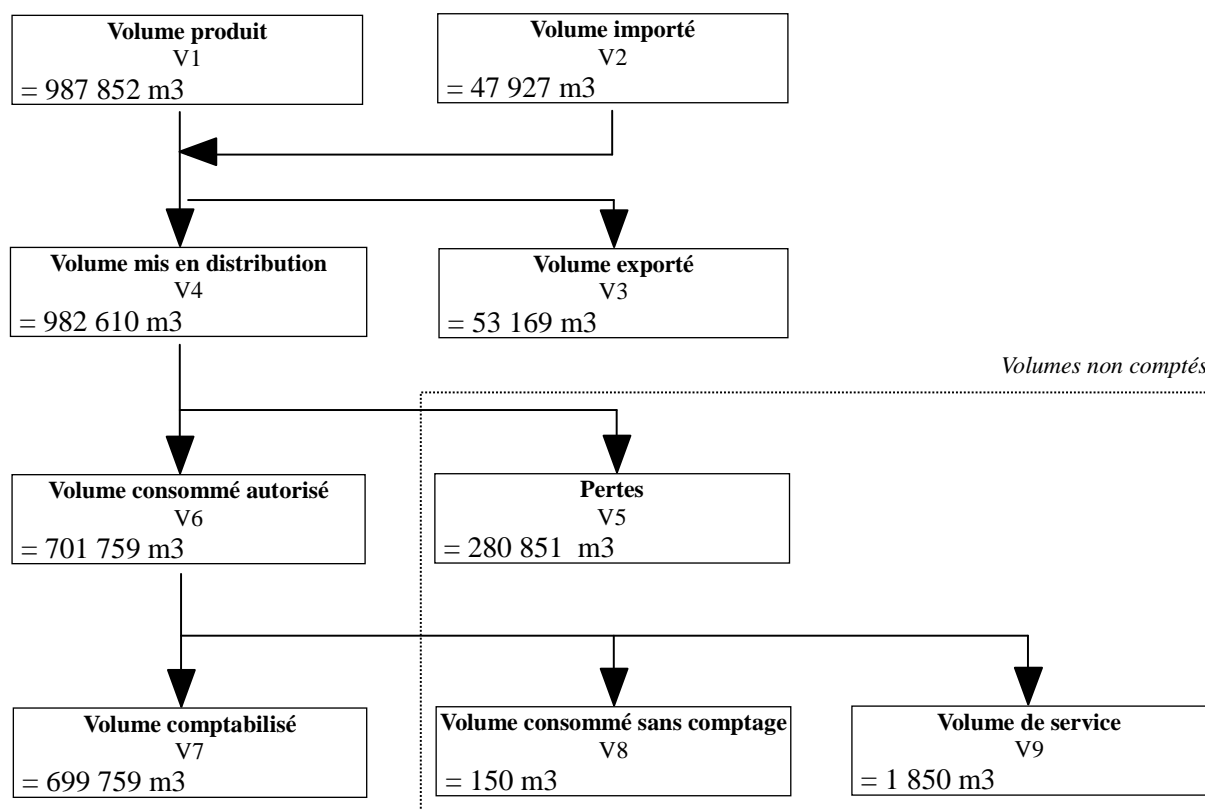 Volume produit
V1
= 987 852 m3
Volume importé
V2
= 47 927 m3
Volume mis en distribution
V4
= 982 610 m3
Volume exporté
V3
= 53 169 m3
Volumes non comptés
Volume consommé autorisé
V6
= 701 759 m3
Pertes
V5
= 280 851 m3
Volume comptabilisé
V7
= 699 759 m3
Volume consommé sans comptage
V8
= 150 m3
Volume de service
V9
= 1 850 m3